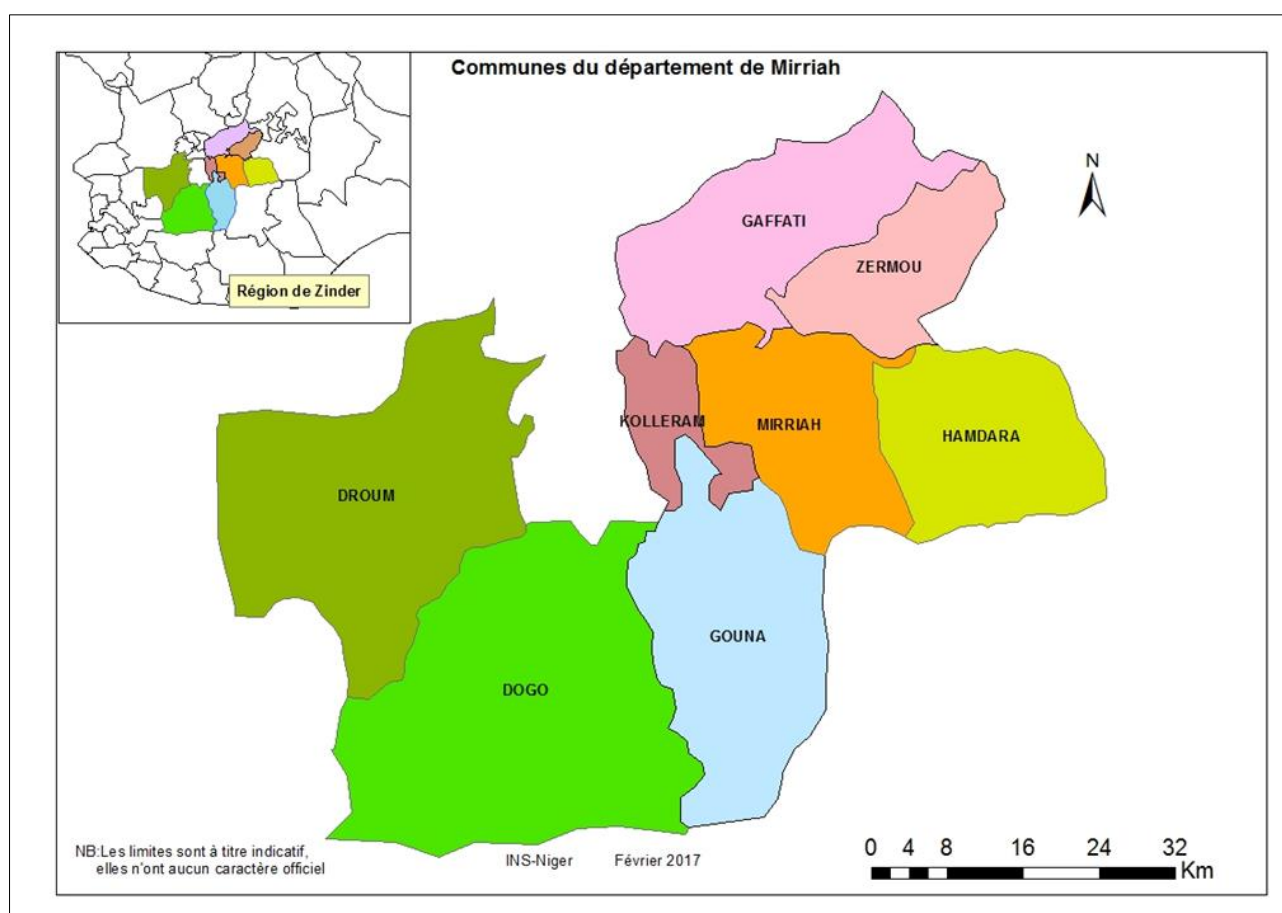 Communes du département de Mirriah
Région de Zinder
N
GAFFATI
ZERMOU
KOLLERAM
MIRRIAH
HAMDARA
DROUM
GOUNA
DOGO
NB:Les limites sont à titre indicatif,
elles n'ont aucun caractère officiel
INS-Niger Février 2017
0 4 8 16 24 32
Km